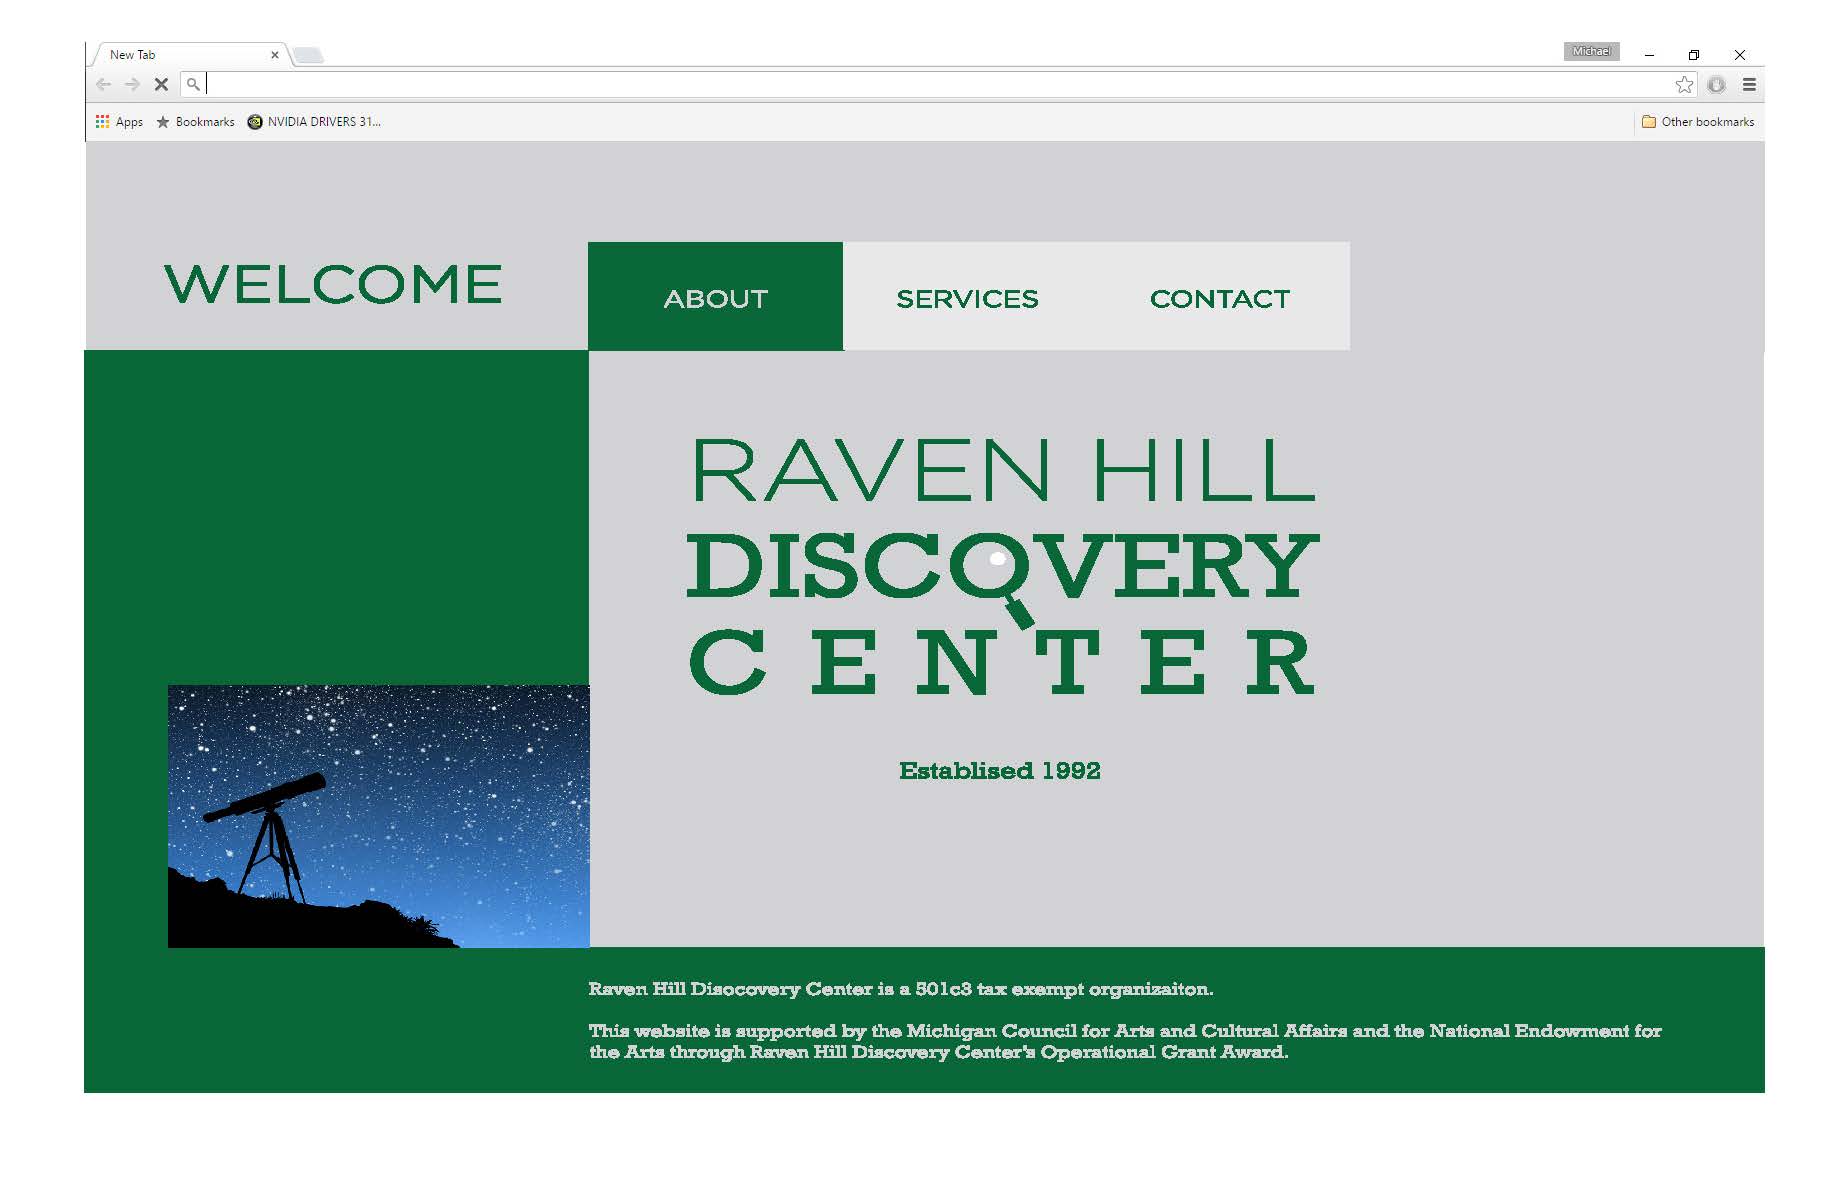 New Tab
Michael
Apps Bookmarks NVIDIA DRIVERS 31... Other bookmarks
WELCOME
ABOUT SERVICES CONTACT
RAVEN HILL
DISCOVERY
CENTER
Establised 1992
Raven Hill Disocovery Center is a 501c3 tax exempt organizaiton.
This website is supported by the Michigan Council for Arts and Cultural Affairs and the National Endowment for
the Arts through Raven Hill Discovery Center's Operational Grant Award.